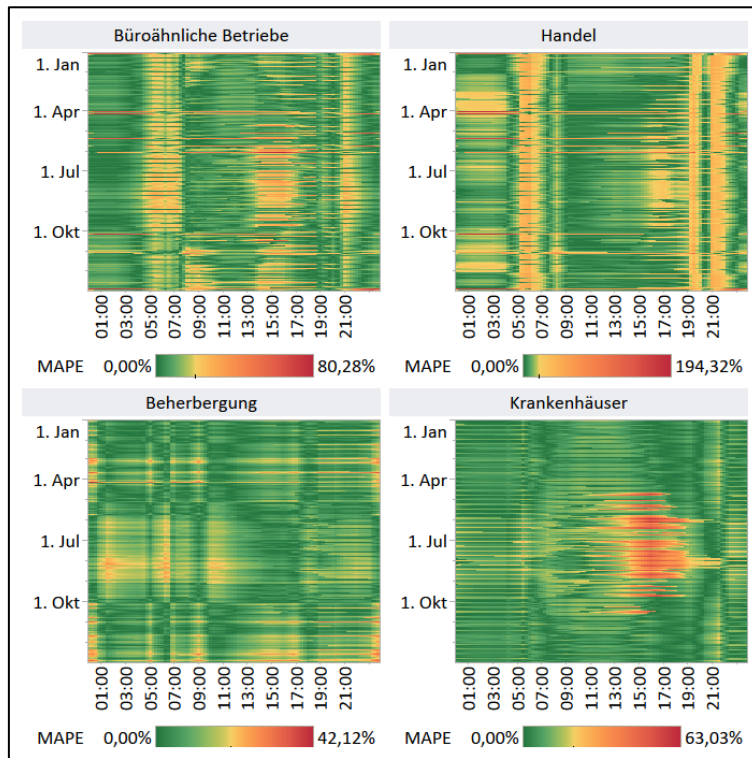 Büroähnliche Betriebe
Handel
1. Jan
1. Apr
1. Jul
1. Okt
01:00 03:00 05:00 07:00 09:00 11:00 13:00 15:00 17:00 19:00 21:00
MAPE 0,00% 80,28%
1. Jan
1. Apr
1. Jul
1. Okt
01:00 03:00 05:00 07:00 09:00 11:00 13:00 15:00 17:00 19:00 21:00
MAPE 0,00% 194,32%
Beherbergung
Krankenhäuser
1. Jan
1. Apr
1. Jul
1. Okt
01:00 03:00 05:00 07:00 09:00 11:00 13:00 15:00 17:00 19:00 21:00
MAPE 0,00% 42,12%
1. Jan
1. Apr
1. Jul
1. Okt
01:00 03:00 05:00 07:00 09:00 11:00 13:00 15:00 17:00 19:00 21:00
MAPE 0,00% 63,03%